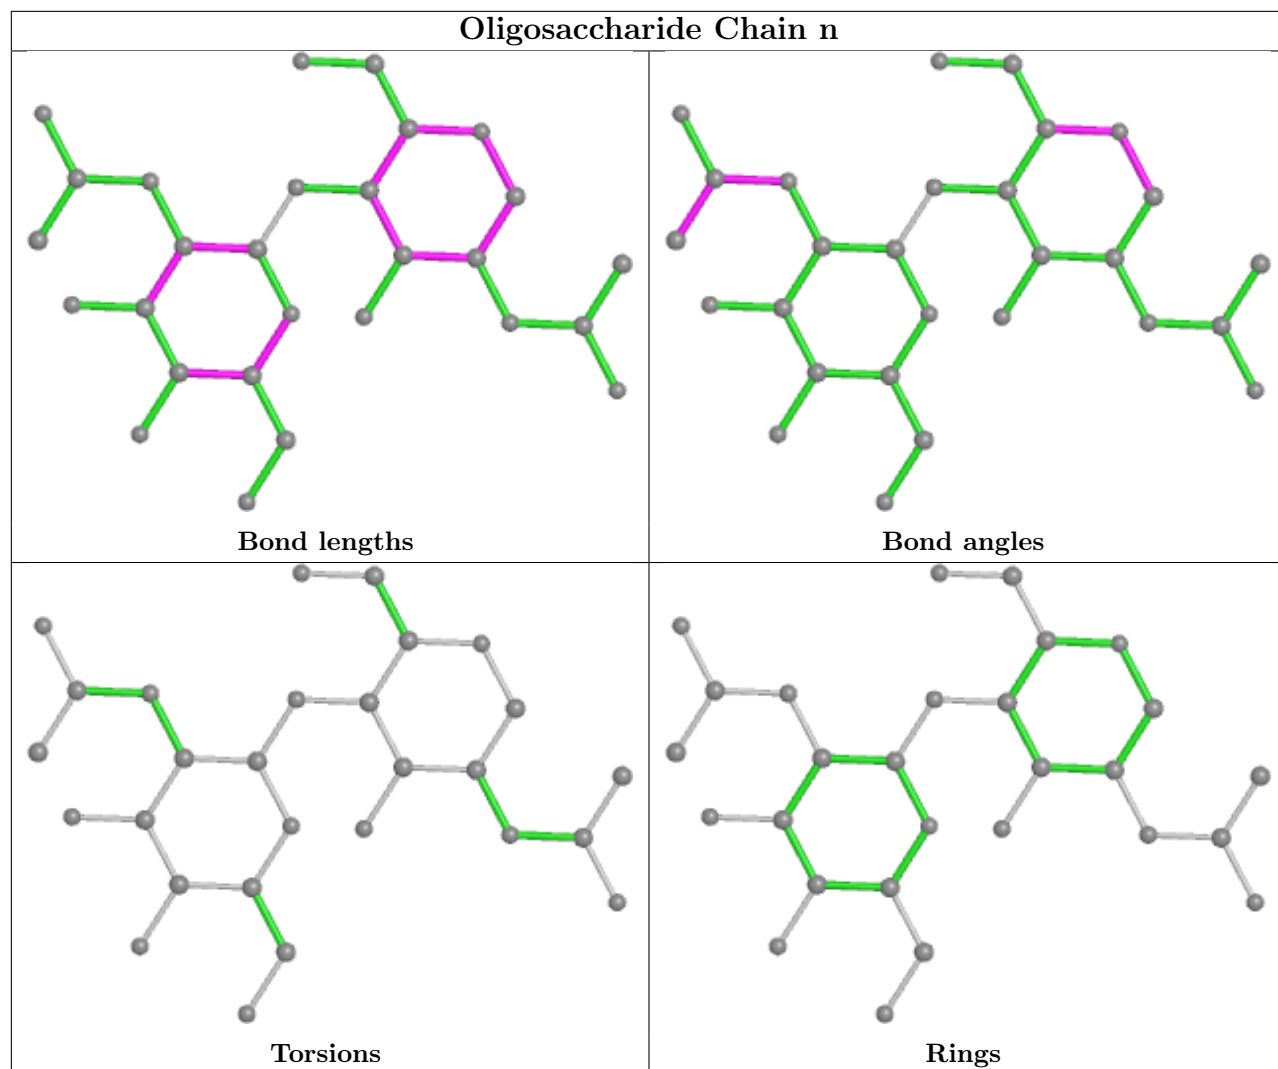 Oligosaccharide Chain n
Bond lengths
Bond angles
Torsions
Rings